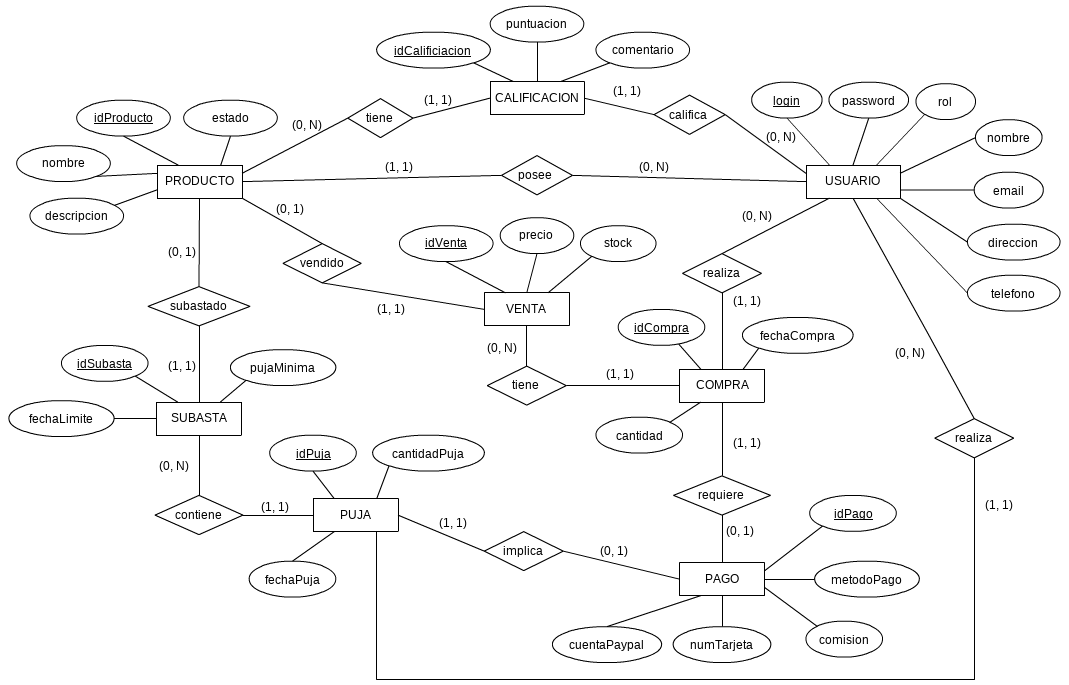 puntuacion
idCalificiacion
comentario
CALIFICACION
(1, 1)
(1, 1)
login
password
rol
idProducto
estado
(0, N)
tiene
califica
(0, N)
nombre
nombre
(1, 1)
posee
(0, N)
PRODUCTO
USUARIO
email
descripcion
(0, 1)
(0, N)
idVenta
precio
stock
direccion
(0, 1)
vendido
realiza
telefono
subastado
(1, 1)
VENTA
(1, 1)
idCompra
fechaCompra
(0, N)
(0, N)
idSubasta
pujaMinima
(1, 1)
tiene
(1, 1)
COMPRA
fechaLimite
SUBASTA
cantidad
realiza
(1, 1)
idPuja
cantidadPuja
(0, N)
requiere
(1, 1)
contiene
(1, 1)
PUJA
(1, 1)
idPago
(0, 1)
implica
(0, 1)
fechaPuja
PAGO
metodoPago
cuentaPaypal
numTarjeta
comision